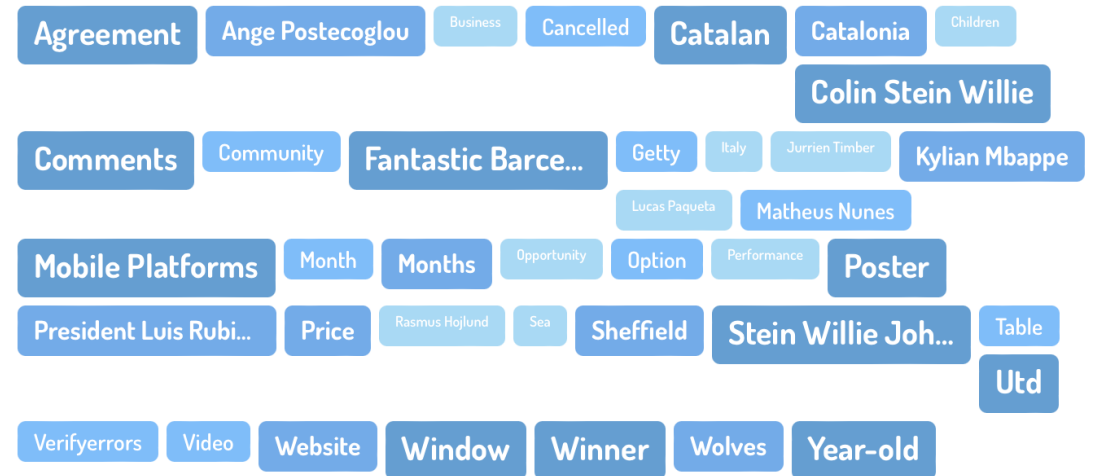 Agreement Ange Postecoglou Business Cancelled Catalan Catalonia Children
Colin Stein Willie
Comments Community Fantastic Barce... Getty Italy Jurrien Timber Kylian Mbappe
Lucas Paqueta Matheus Nunes
Mobile Platforms Month Months Opportunity Option Performance Poster
President Luis Rubi... Price Rasmus Hojlund Sea Sheffield Stein Willie Joh... Table
Utd
Verifyerrors Video Website Window Winner Wolves Year-old